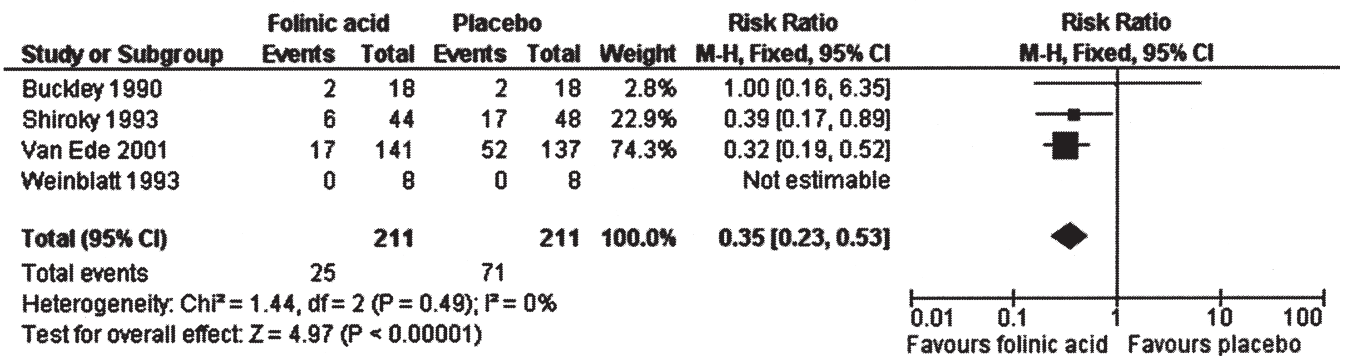 Folinic acid Placebo Risk Ratio Risk Ratio
Study or Subgroup Events Total Events Total Weight M-H, Fixed, 95% CI M-H, Fixed, 95% CI
Buckley 1990 2 18 2 18 2.8% 1.00 [0.16, 6.35]
Shiroky 1993 6 44 17 48 22.9% 0.39 [0.17, 0.89]
Van Ede 2001 17 141 52 137 74.3% 0.32 [0.19, 0.52]
Weinblatt 1993 0 8 0 8 Not estimable
Total (95% CI) 211 211 100.0% 0.35 [0.23, 0.53]
Total events 25 71
Heterogeneity: Chi² = 1.44, df = 2 (P = 0.49); I² = 0%
Test for overall effect: Z = 4.97 (P < 0.00001)
0.01 0.1 1 10 100
Favours folinic acid Favours placebo